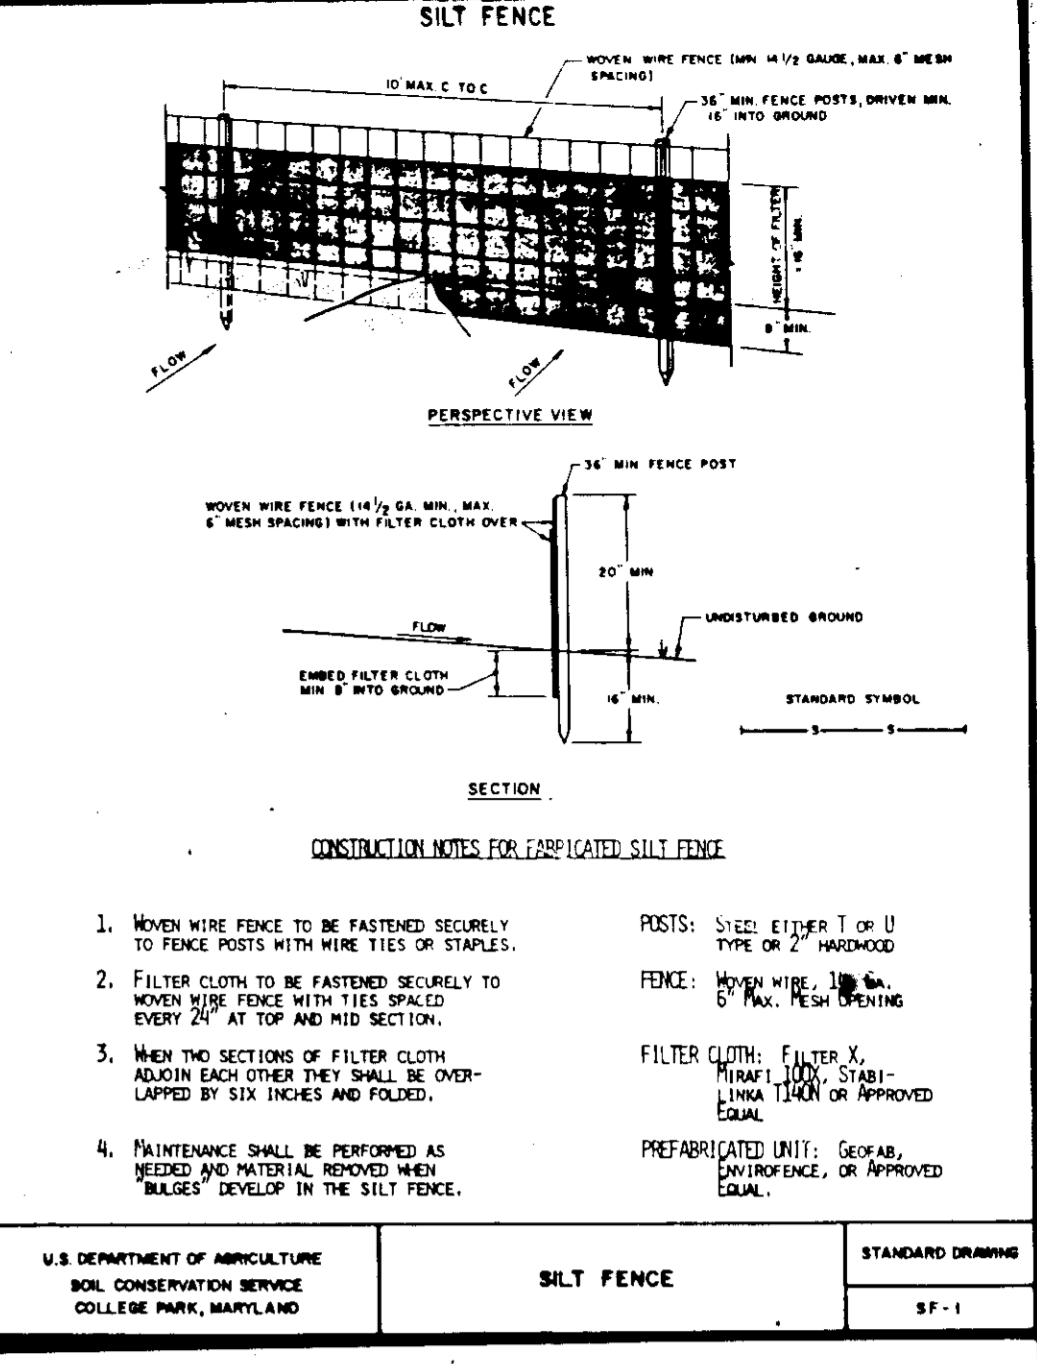 SILT FENCE
WOVEN WIRE FENCE (MIN 14 1/2 GAUGE, MAX. 6" MESH
SPACING)
10' MAX. C TO C
36" MIN. FENCE POSTS, DRIVEN MIN.
16" INTO GROUND
HEIGHT OF FILTER
16" MIN.
8" MIN.
FLOW
FLOW
PERSPECTIVE VIEW
36" MIN FENCE POST
WOVEN WIRE FENCE (14 1/2 GA. MIN., MAX.
6" MESH SPACING) WITH FILTER CLOTH OVER
20" MIN
FLOW
UNDISTURBED GROUND
EMBED FILTER CLOTH
MIN 8" INTO GROUND
16" MIN.
STANDARD SYMBOL
S S
SECTION
CONSTRUCTION NOTES FOR FABRICATED SILT FENCE
1. WOVEN WIRE FENCE TO BE FASTENED SECURELY
TO FENCE POSTS WITH WIRE TIES OR STAPLES.
2. FILTER CLOTH TO BE FASTENED SECURELY TO
WOVEN WIRE FENCE WITH TIES SPACED
EVERY 24" AT TOP AND MID SECTION.
3. WHEN TWO SECTIONS OF FILTER CLOTH
ADJOIN EACH OTHER THEY SHALL BE OVER-
LAPPED BY SIX INCHES AND FOLDED.
4. MAINTENANCE SHALL BE PERFORMED AS
NEEDED AND MATERIAL REMOVED WHEN
"BULGES" DEVELOP IN THE SILT FENCE.
POSTS: STEEL EITHER T OR U
TYPE OR 2" HARDWOOD
FENCE: WOVEN WIRE, GA.
6" MAX. MESH OPENING
FILTER CLOTH: FILTER X,
MIRAFI 100X, STABI-
LINKA T140N OR APPROVED
EQUAL
PREFABRICATED UNIT: GEOFAB,
ENVIROFENCE, OR APPROVED
EQUAL.
U.S. DEPARTMENT OF AGRICULTURE
SOIL CONSERVATION SERVICE
COLLEGE PARK, MARYLAND
SILT FENCE
STANDARD DRAWING
SF-1